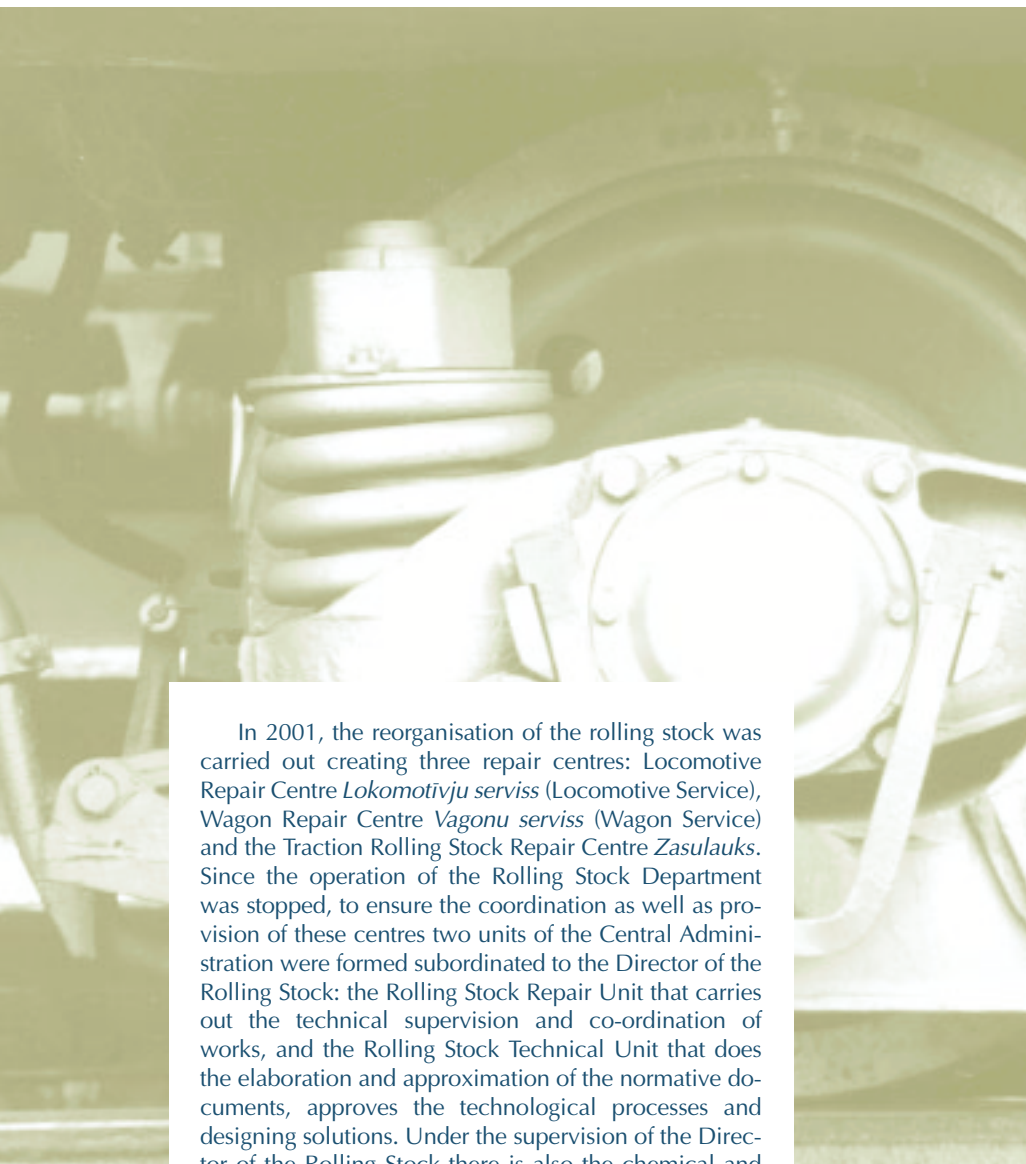 In 2001, the reorganisation of the rolling stock was
carried out creating three repair centres: Locomotive
Repair Centre Lokomotīvju serviss (Locomotive Service),
Wagon Repair Centre Vagonu serviss (Wagon Service)
and the Traction Rolling Stock Repair Centre Zasulauks.
Since the operation of the Rolling Stock Department
was stopped, to ensure the coordination as well as pro-
vision of these centres two units of the Central Admini-
stration were formed subordinated to the Director of the
Rolling Stock: the Rolling Stock Repair Unit that carries
out the technical supervision and co-ordination of
works, and the Rolling Stock Technical Unit that does
the elaboration and approximation of the normative do-
cuments, approves the technological processes and
designing solutions. Under the supervision of the Direc-
tor of the Rolling Stock there is also the chemical and